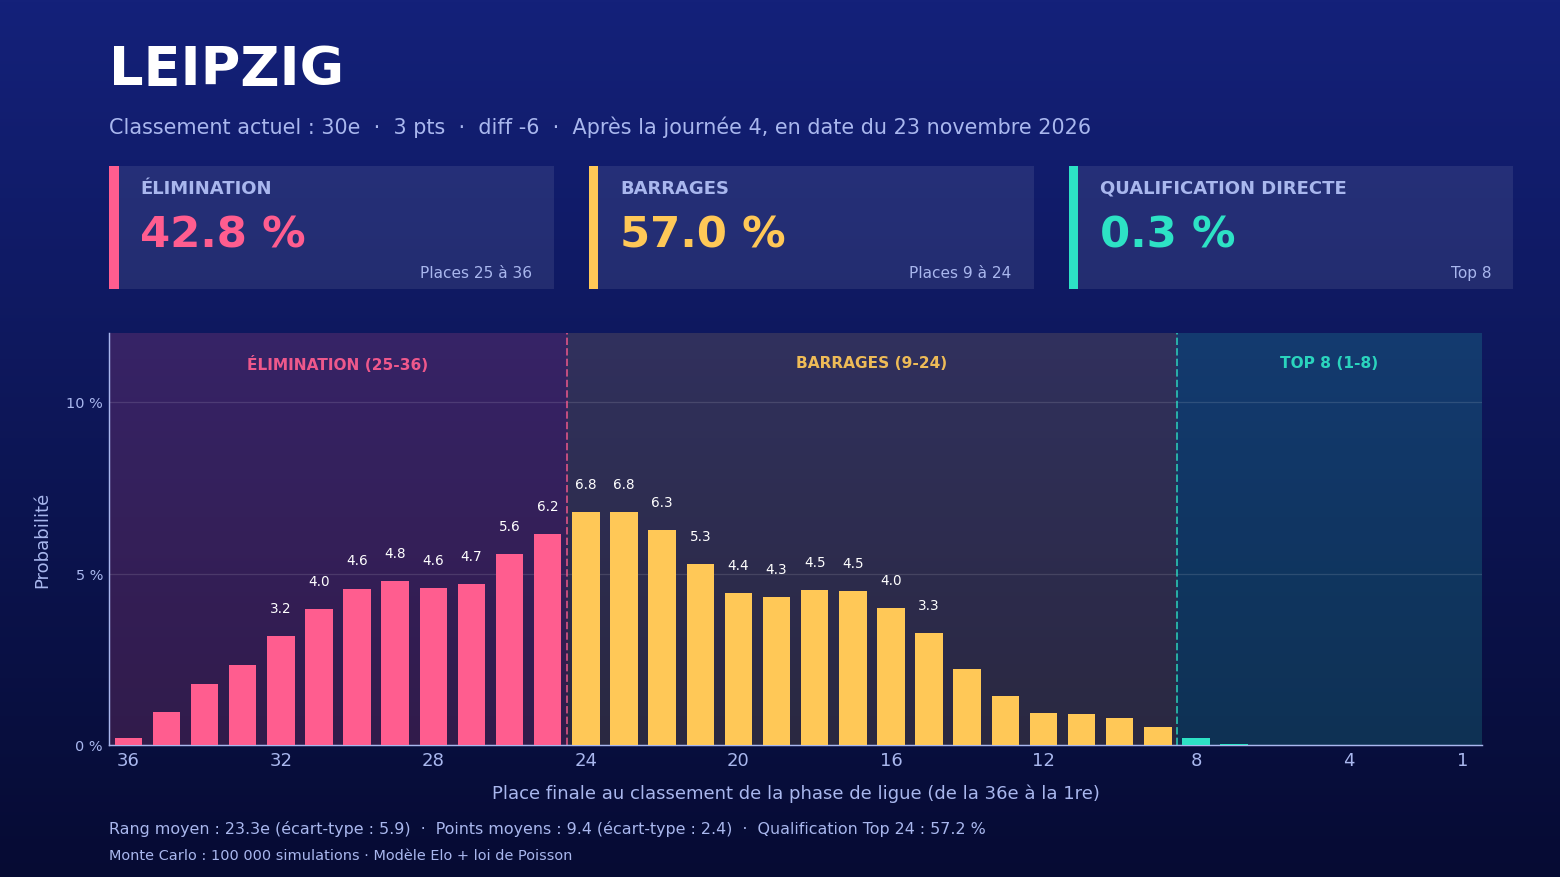 LEIPZIG
Classement actuel : 30e · 3 pts · diff -6 · Après la journée 4, en date du 23 novembre 2026
ÉLIMINATION
42.8 %
Places 25 à 36
BARRAGES
57.0 %
Places 9 à 24
QUALIFICATION DIRECTE
0.3 %
Top 8
ÉLIMINATION (25-36)
BARRAGES (9-24)
TOP 8 (1-8)
Probabilité
10 %
5 %
0 %
3.2
4.0
4.6
4.8
4.6
4.7
5.6
6.2
6.8
6.8
6.3
5.3
4.4
4.3
4.5
4.5
4.0
3.3
36 32 28 24 20 16 12 8 4 1
Place finale au classement de la phase de ligue (de la 36e à la 1re)
Rang moyen : 23.3e (écart-type : 5.9) · Points moyens : 9.4 (écart-type : 2.4) · Qualification Top 24 : 57.2 %
Monte Carlo : 100 000 simulations · Modèle Elo + loi de Poisson